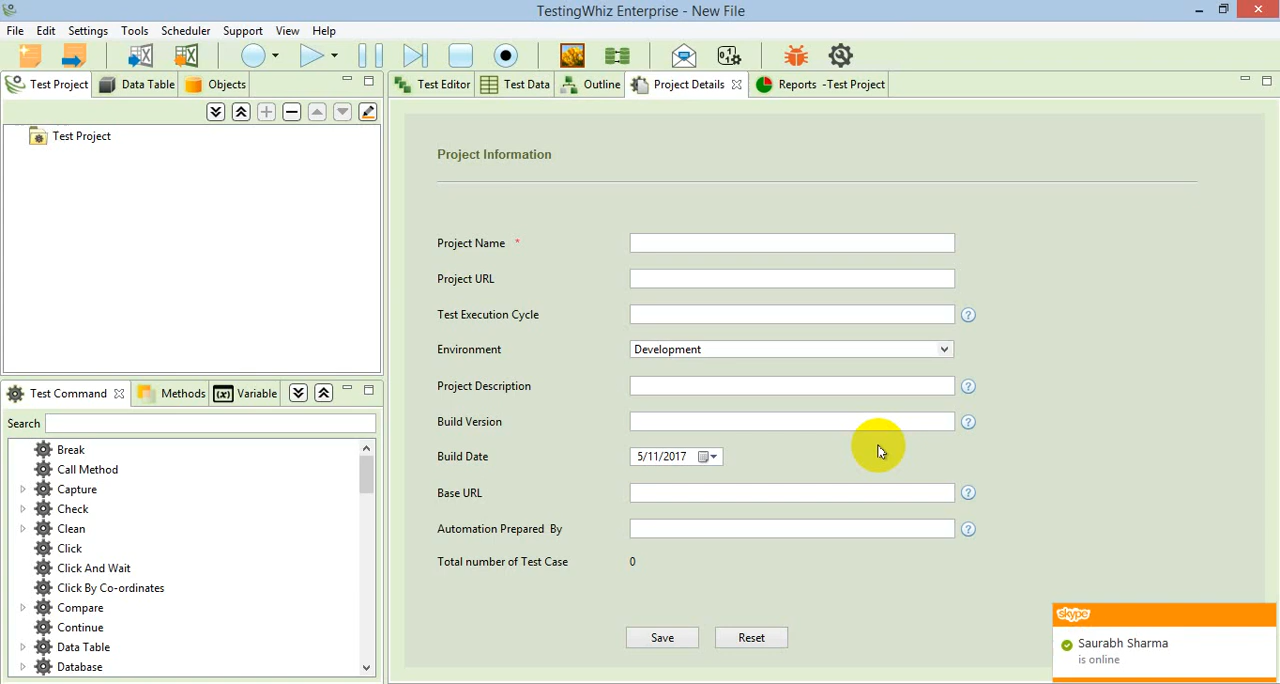 TestingWhiz Enterprise - New File
File Edit Settings Tools Scheduler Support View Help
Test Project Data Table Objects
Test Editor Test Data Outline Project Details Reports -Test Project
Test Project
Project Information
Project Name *
Project URL
Test Execution Cycle ?
Environment Development
Project Description ?
Build Version ?
Build Date 5/11/2017
Base URL ?
Automation Prepared By ?
Total number of Test Case 0
Save Reset
Test Command Methods (x) Variable
Search
Break
Call Method
Capture
Check
Clean
Click
Click And Wait
Click By Co-ordinates
Compare
Continue
Data Table
Database
skype
Saurabh Sharma
is online